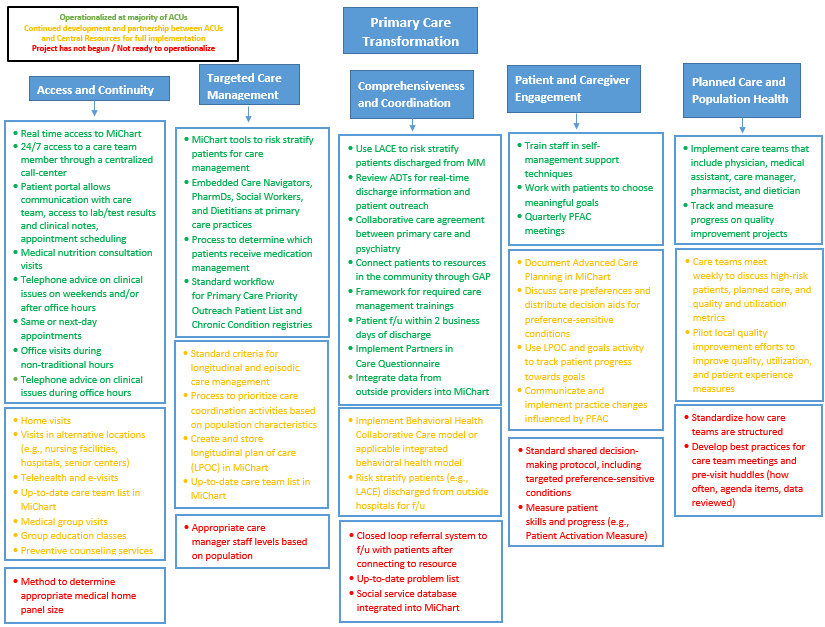 Operationalized at majority of ACUs
Continued development and partnership between ACUs
and Central Resources for full implementation
Project has not begun / Not ready to operationalize
Primary Care
Transformation
Access and Continuity
• Real time access to MiChart
• 24/7 access to a care team
member through a centralized
call-center
• Patient portal allows
communication with care
team, access to lab/test results
and clinical notes,
appointment scheduling
• Medical nutrition consultation
visits
• Telephone advice on clinical
issues on weekends and/or
after office hours
• Same or next-day
appointments
• Office visits during
non-traditional hours
• Telephone advice on clinical
issues during office hours
• Home visits
• Visits in alternative locations
(e.g., nursing facilities,
hospitals, senior centers)
• Telehealth and e-visits
• Up-to-date care team list in
MiChart
• Medical group visits
• Group education classes
• Preventive counseling services
• Method to determine
appropriate medical home
panel size
Targeted Care
Management
• MiChart tools to risk stratify
patients for care
management
• Embedded Care Navigators,
PharmDs, Social Workers,
and Dietitians at primary
care practices
• Process to determine which
patients receive medication
management
• Standard workflow
for Primary Care Priority
Outreach Patient List and
Chronic Condition registries
• Standard criteria for
longitudinal and episodic
care management
• Process to prioritize care
coordination activities based
on population characteristics
• Create and store
longitudinal plan of care
(LPOC) in MiChart
• Up-to-date care team list in
MiChart
• Appropriate care
manager staff levels based
on population
Comprehensiveness
and Coordination
• Use LACE to risk stratify
patients discharged from MM
• Review ADTs for real-time
discharge information and
patient outreach
• Collaborative care agreement
between primary care and
psychiatry
• Connect patients to resources
in the community through GAP
• Framework for required care
management trainings
• Patient f/u within 2 business
days of discharge
• Implement Partners in
Care Questionnaire
• Integrate data from
outside providers into MiChart
• Implement Behavioral Health
Collaborative Care model or
applicable integrated
behavioral health model
• Risk stratify patients (e.g.,
LACE) discharged from outside
hospitals for f/u
• Closed loop referral system to
f/u with patients after
connecting to resource
• Up-to-date problem list
• Social service database
integrated into MiChart
Patient and Caregiver
Engagement
• Train staff in self-
management support
techniques
• Work with patients to choose
meaningful goals
• Quarterly PFAC
meetings
• Document Advanced Care
Planning in MiChart
• Discuss care preferences and
distribute decision aids for
preference-sensitive
conditions
• Use LPOC and goals activity
to track patient progress
towards goals
• Communicate and
implement practice changes
influenced by PFAC
• Standard shared decision-
making protocol, including
targeted preference-sensitive
conditions
• Measure patient
skills and progress (e.g.,
Patient Activation Measure)
Planned Care and
Population Health
• Implement care teams that
include physician, medical
assistant, care manager,
pharmacist, and dietician
• Track and measure
progress on quality
improvement projects
• Care teams meet
weekly to discuss high-risk
patients, planned care, and
quality and utilization
metrics
• Pilot local quality
improvement efforts to
improve quality, utilization,
and patient experience
measures
• Standardize how care
teams are structured
• Develop best practices for
care team meetings and
pre-visit huddles (how
often, agenda items, data
reviewed)